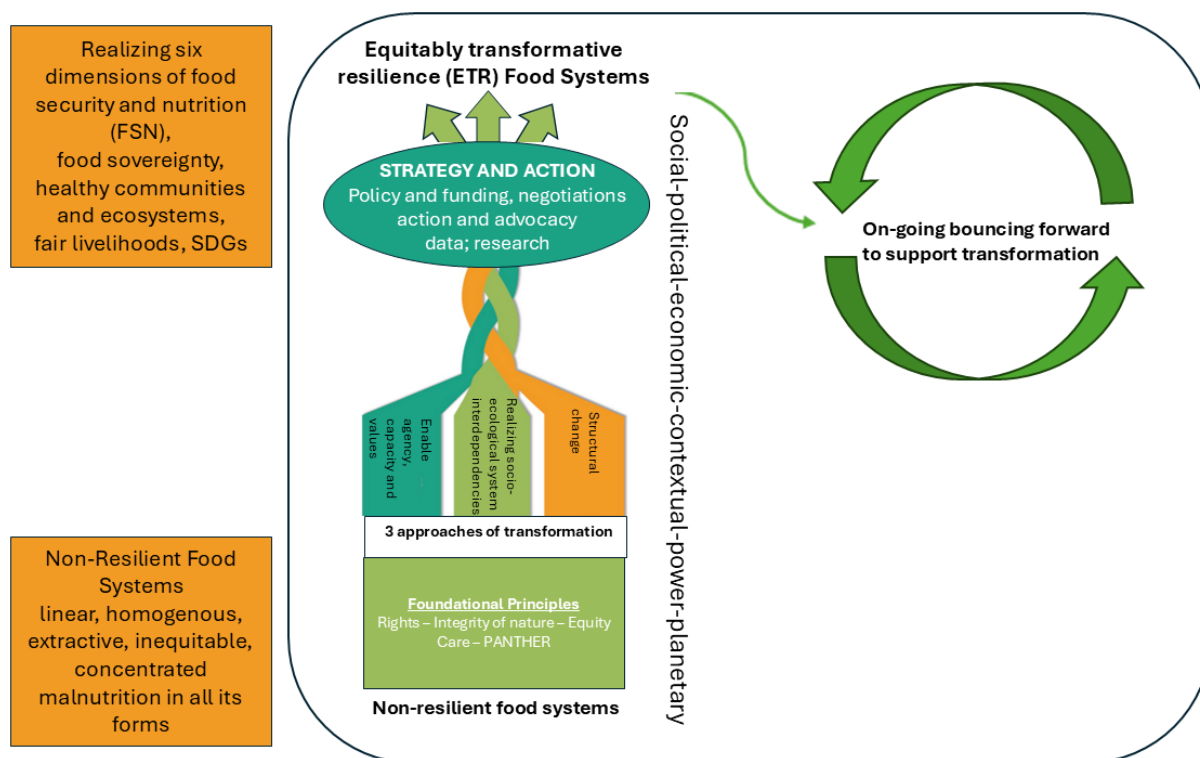 Realizing six
dimensions of food
security and nutrition
(FSN),
food sovereignty,
healthy communities
and ecosystems,
fair livelihoods, SDGs
Non-Resilient Food
Systems
linear, homogenous,
extractive, inequitable,
concentrated
malnutrition in all its
forms
Equitably transformative
resilience (ETR) Food Systems
STRATEGY AND ACTION
Policy and funding, negotiations
action and advocacy
data; research
Enable
agency,
capacity and
values
Realizing socio-
ecological system
interdependencies
Structural
change
3 approaches of transformation
Foundational Principles
Rights – Integrity of nature – Equity
Care – PANTHER
Non-resilient food systems
Social-political-economic-contextual-power-planetary
On-going bouncing forward
to support transformation